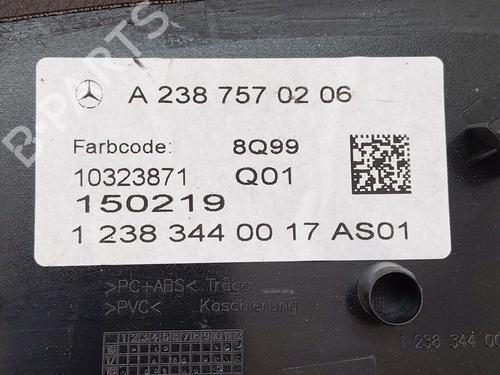 A 238 757 02 06
Farbcode: 8Q99
10323871 Q01
150219
1 238 344 00 17 AS01
>PC+ABS< Träger
>PVC< Kaschierung
1 238 344 00
B-PARTS